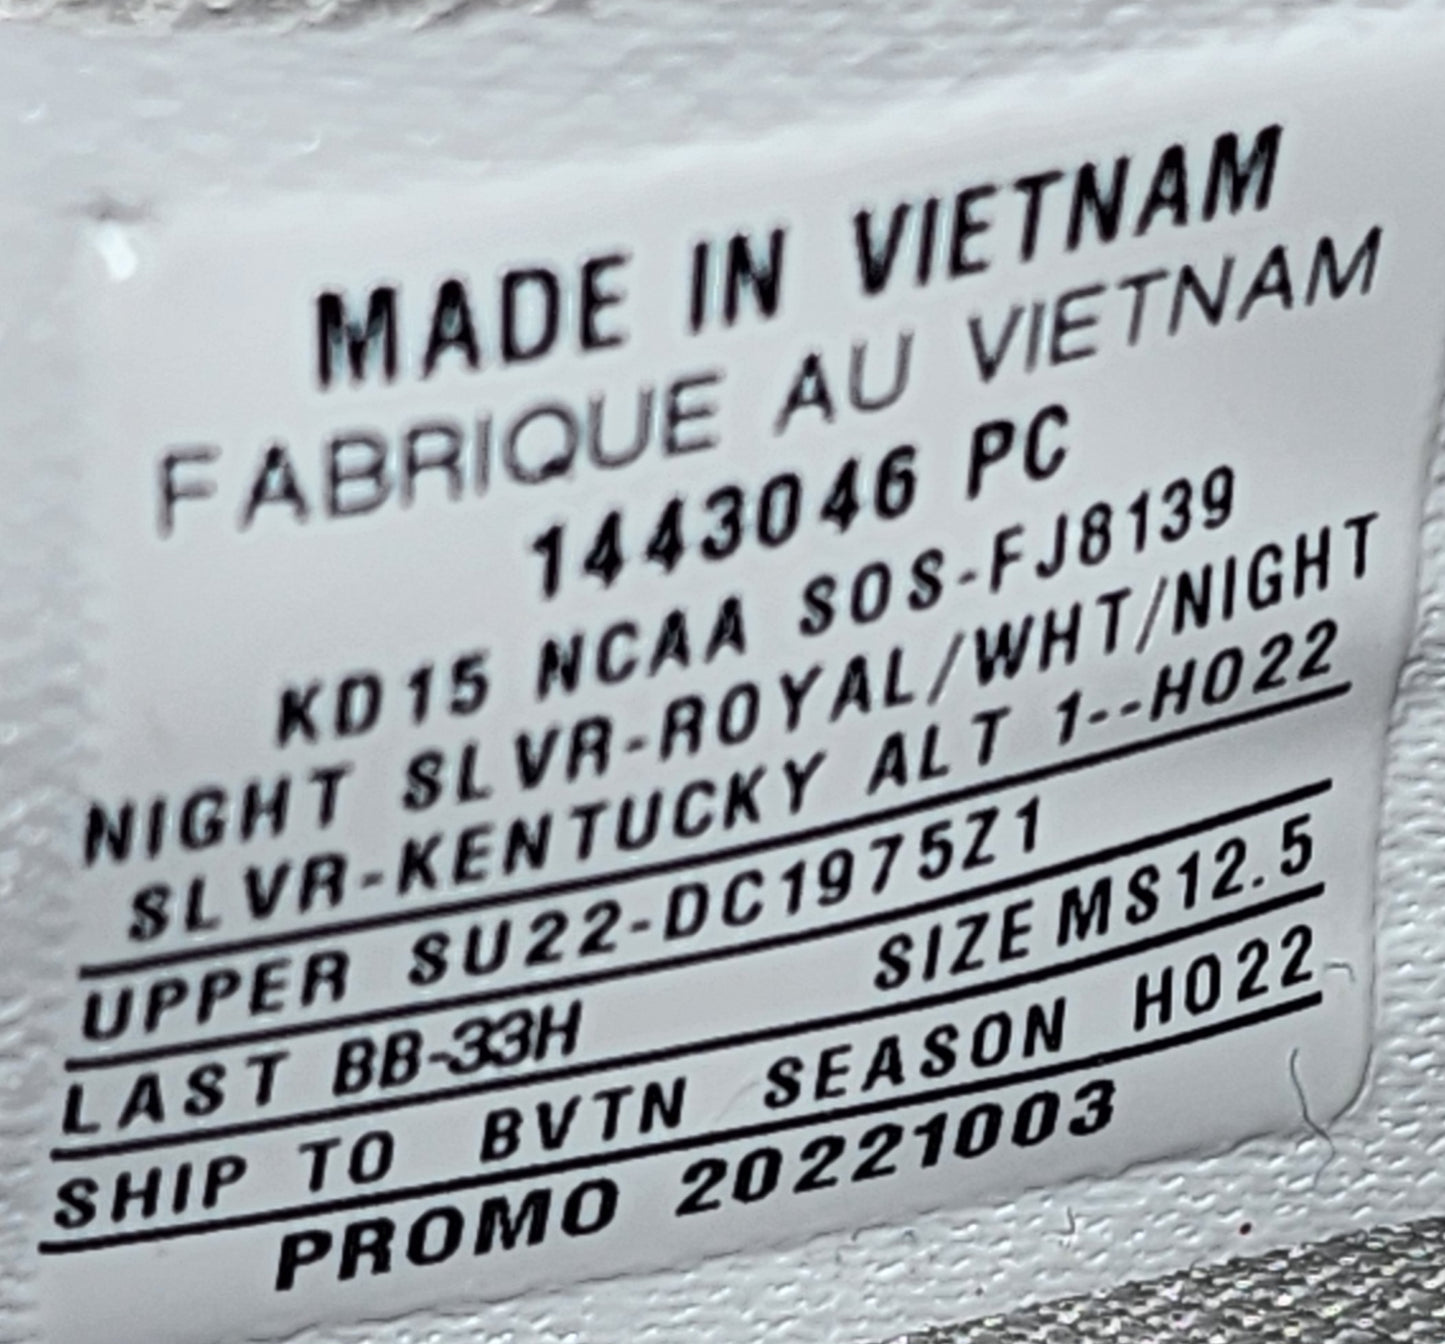 MADE IN VIETNAM
FABRIQUE AU VIETNAM
1443046 PC
KD15 NCAA SOS-FJ8139
NIGHT SLVR-ROYAL/WHT/NIGHT
SLVR-KENTUCKY ALT 1--HO22
UPPER SU22-DC1975Z1
LAST BB-33H SIZE MS12.5
SHIP TO BVTN SEASON HO22
PROMO 20221003